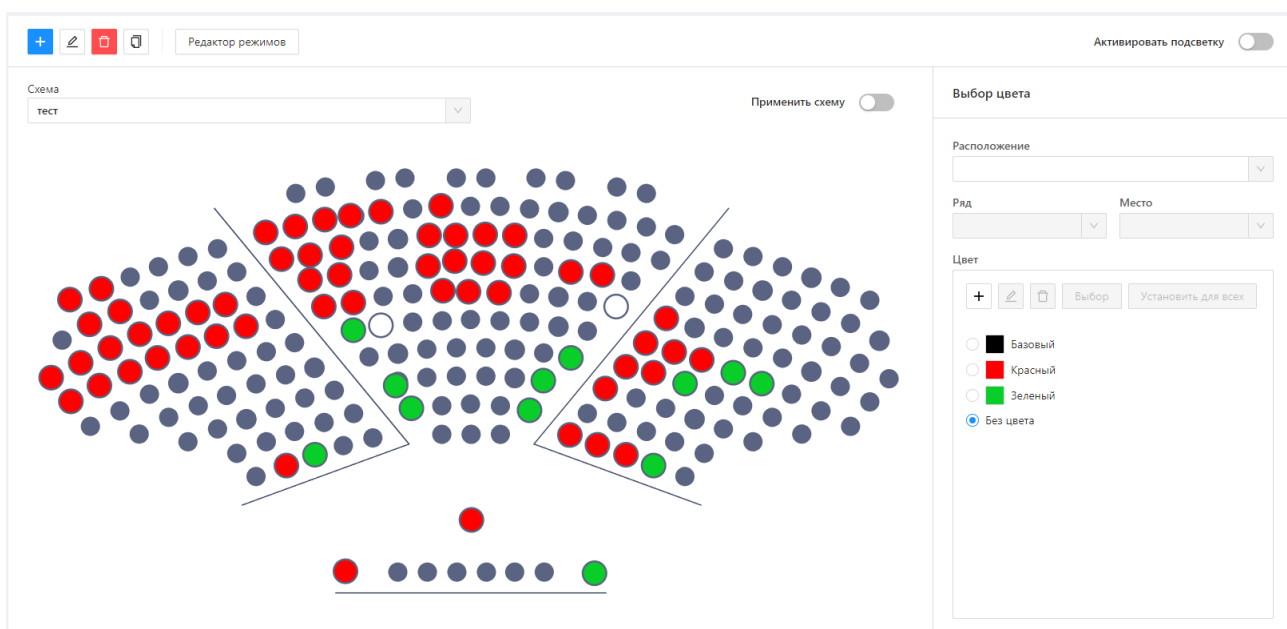 Редактор режимов
Активировать подсветку
Схема
тест
Применить схему
Выбор цвета
Расположение
Ряд
Место
Цвет
Выбор
Установить для всех
Базовый
Красный
Зеленый
Без цвета